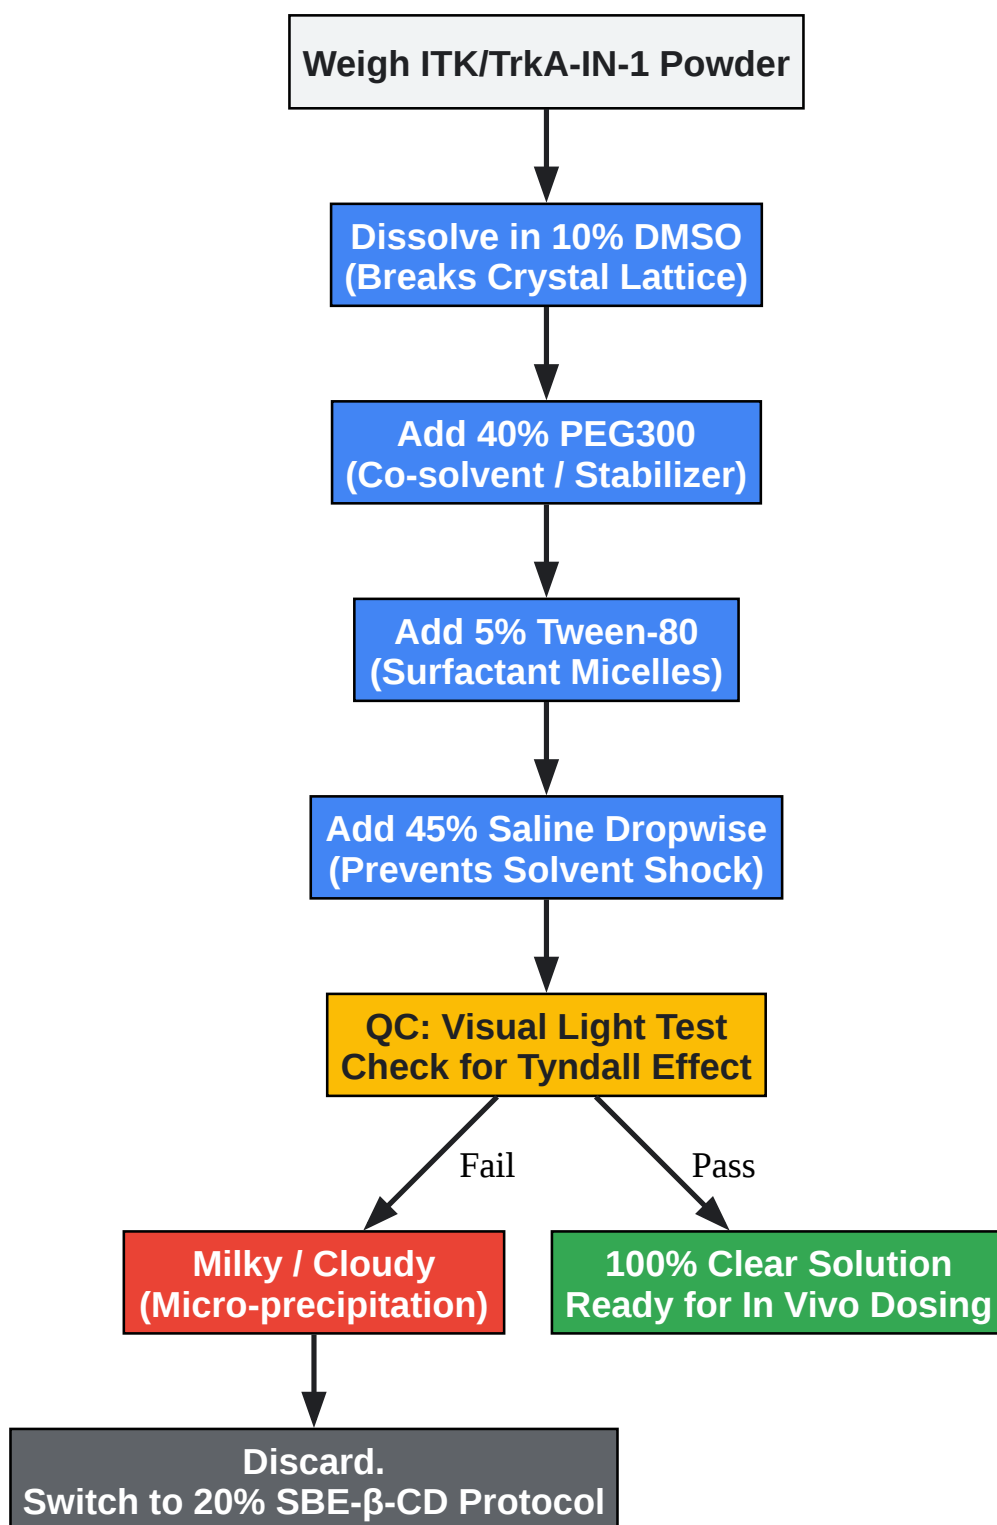 Weigh ITK/TrkA-IN-1 Powder
Dissolve in 10% DMSO
(Breaks Crystal Lattice)
Add 40% PEG300
(Co-solvent / Stabilizer)
Add 5% Tween-80
(Surfactant Micelles)
Add 45% Saline Dropwise
(Prevents Solvent Shock)
QC: Visual Light Test
Check for Tyndall Effect
Fail
Pass
Milky / Cloudy
(Micro-precipitation)
100% Clear Solution
Ready for In Vivo Dosing
Discard.
Switch to 20% SBE-β-CD Protocol